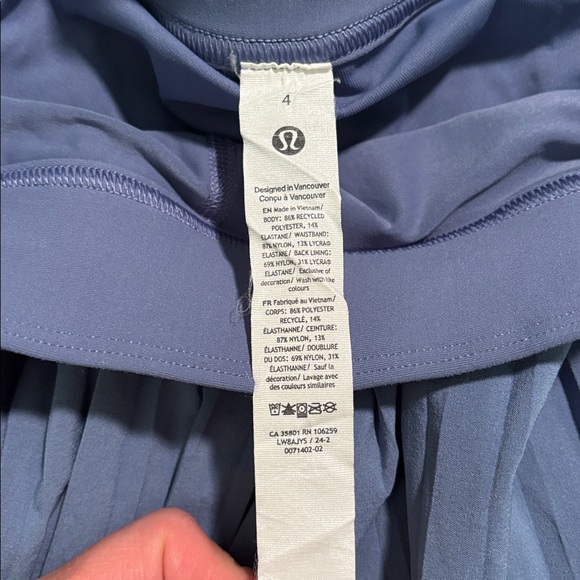 4
Designed in Vancouver
Conçu à Vancouver
EN Made in Vietnam/
BODY: 86% RECYCLED
POLYESTER, 14%
ELASTANE/ WAISTBAND:
87% NYLON, 13% LYCRA®
ELASTANE/ BACK LINING:
69% NYLON, 31% LYCRA®
ELASTANE/ Exclusive of
decoration/ Wash with like
colours
FR Fabriqué au Vietnam/
CORPS: 86% POLYESTER
RECYCLÉ, 14%
ÉLASTHANNE/ CEINTURE:
87% NYLON, 13%
ÉLASTHANNE/ DOUBLURE
DU DOS: 69% NYLON, 31%
ÉLASTHANNE/ Sauf la
décoration/ Lavage avec
des couleurs similaires
CA 35801 RN 106259
LW8AJYS / 24-2
0071402-02